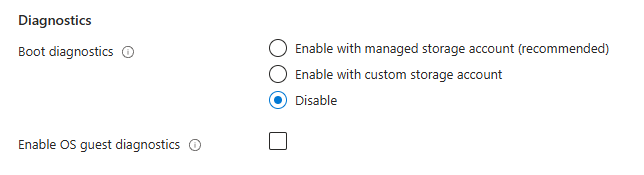 Diagnostics
Boot diagnostics
Enable with managed storage account (recommended)
Enable with custom storage account
Disable
Enable OS guest diagnostics